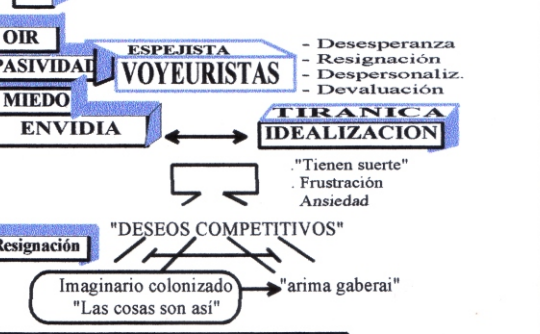 OIR
PASIVIDAD
MIEDO
ENVIDIA
ESPEJISTA
VOYEURISTAS
- Desesperanza
- Resignación
- Despersonaliz.
- Devaluación
TIRANICA
IDEALIZACION
."Tienen suerte"
. Frustración
Ansiedad
"DESEOS COMPETITIVOS"
Resignación
Imaginario colonizado
"Las cosas son así"
"arima gaberai"